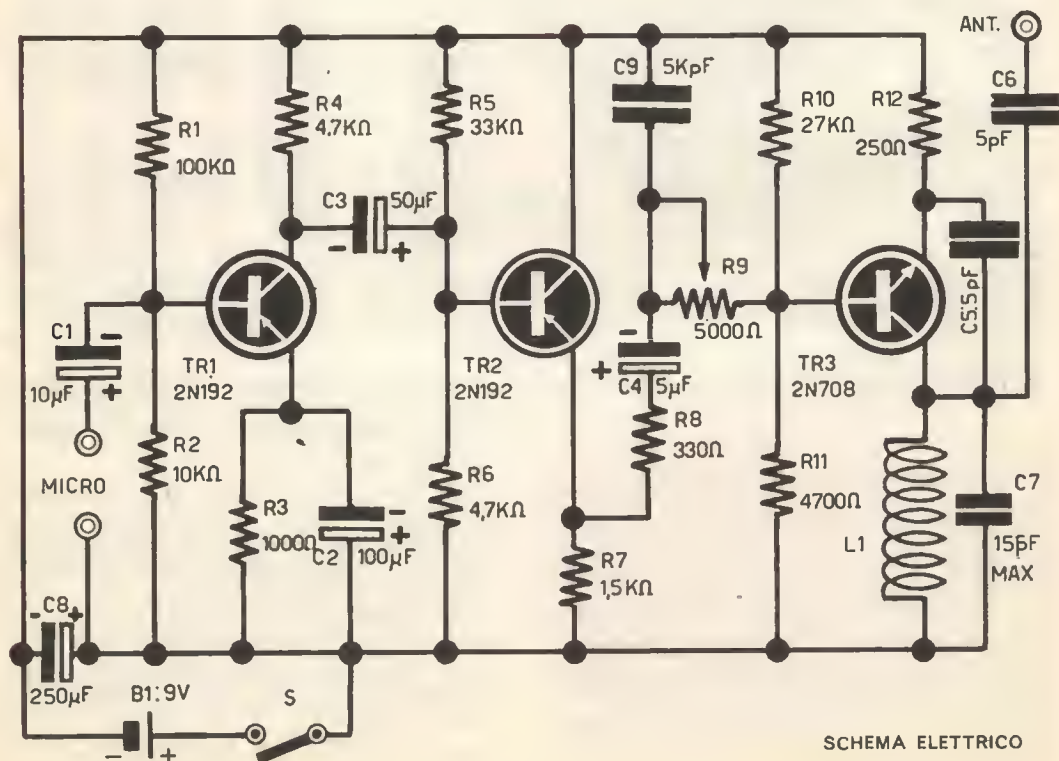 ANT.
C9
5KpF
C6
5pF
R1
100KΩ
R4
4,7KΩ
R5
33KΩ
R10
27KΩ
R12
250Ω
C3
50µF
-
+
C1
-
+
10µF
TR1
2N192
TR2
2N192
R9
5000Ω
-
+
C4
5µF
TR3
2N708
C5:5pF
MICRO
R2
10KΩ
R3
1000Ω
-
+
C2
100µF
R6
4,7KΩ
R8
330Ω
R7
1,5KΩ
R11
4700Ω
L1
C7
15pF
MAX
-
C8
+
250µF
B1:9V
-
+
S
SCHEMA ELETTRICO